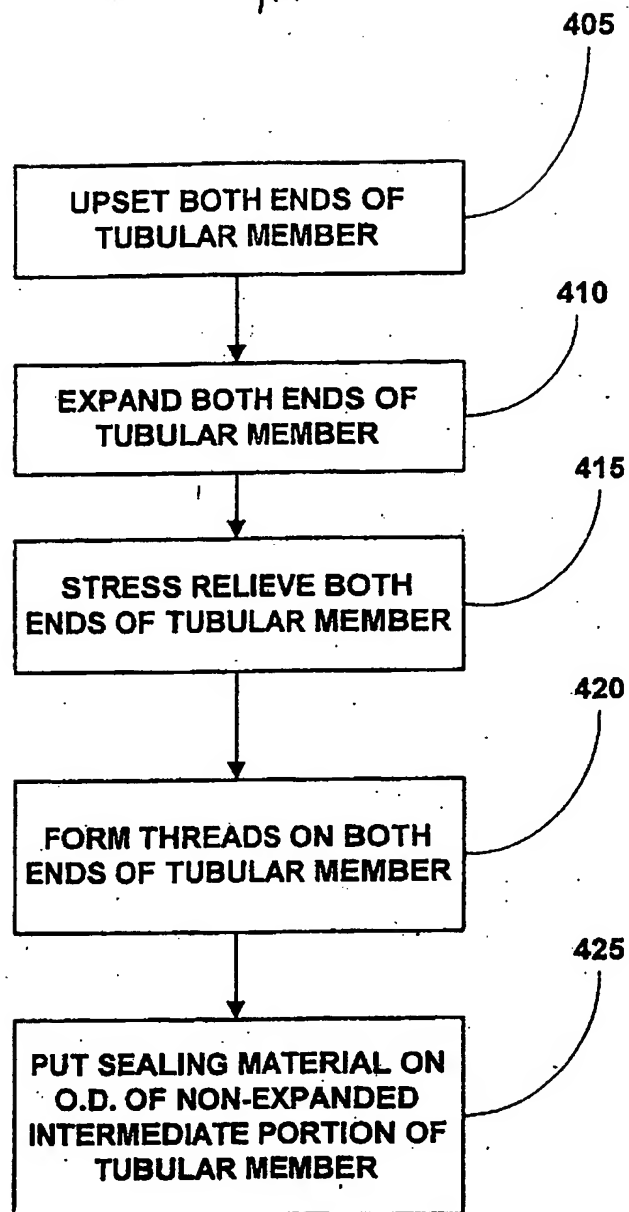 405
UPSET BOTH ENDS OF
TUBULAR MEMBER
410
EXPAND BOTH ENDS OF
TUBULAR MEMBER
415
STRESS RELIEVE BOTH
ENDS OF TUBULAR MEMBER
420
FORM THREADS ON BOTH
ENDS OF TUBULAR MEMBER
425
PUT SEALING MATERIAL ON
O.D. OF NON-EXPANDED
INTERMEDIATE PORTION OF
TUBULAR MEMBER